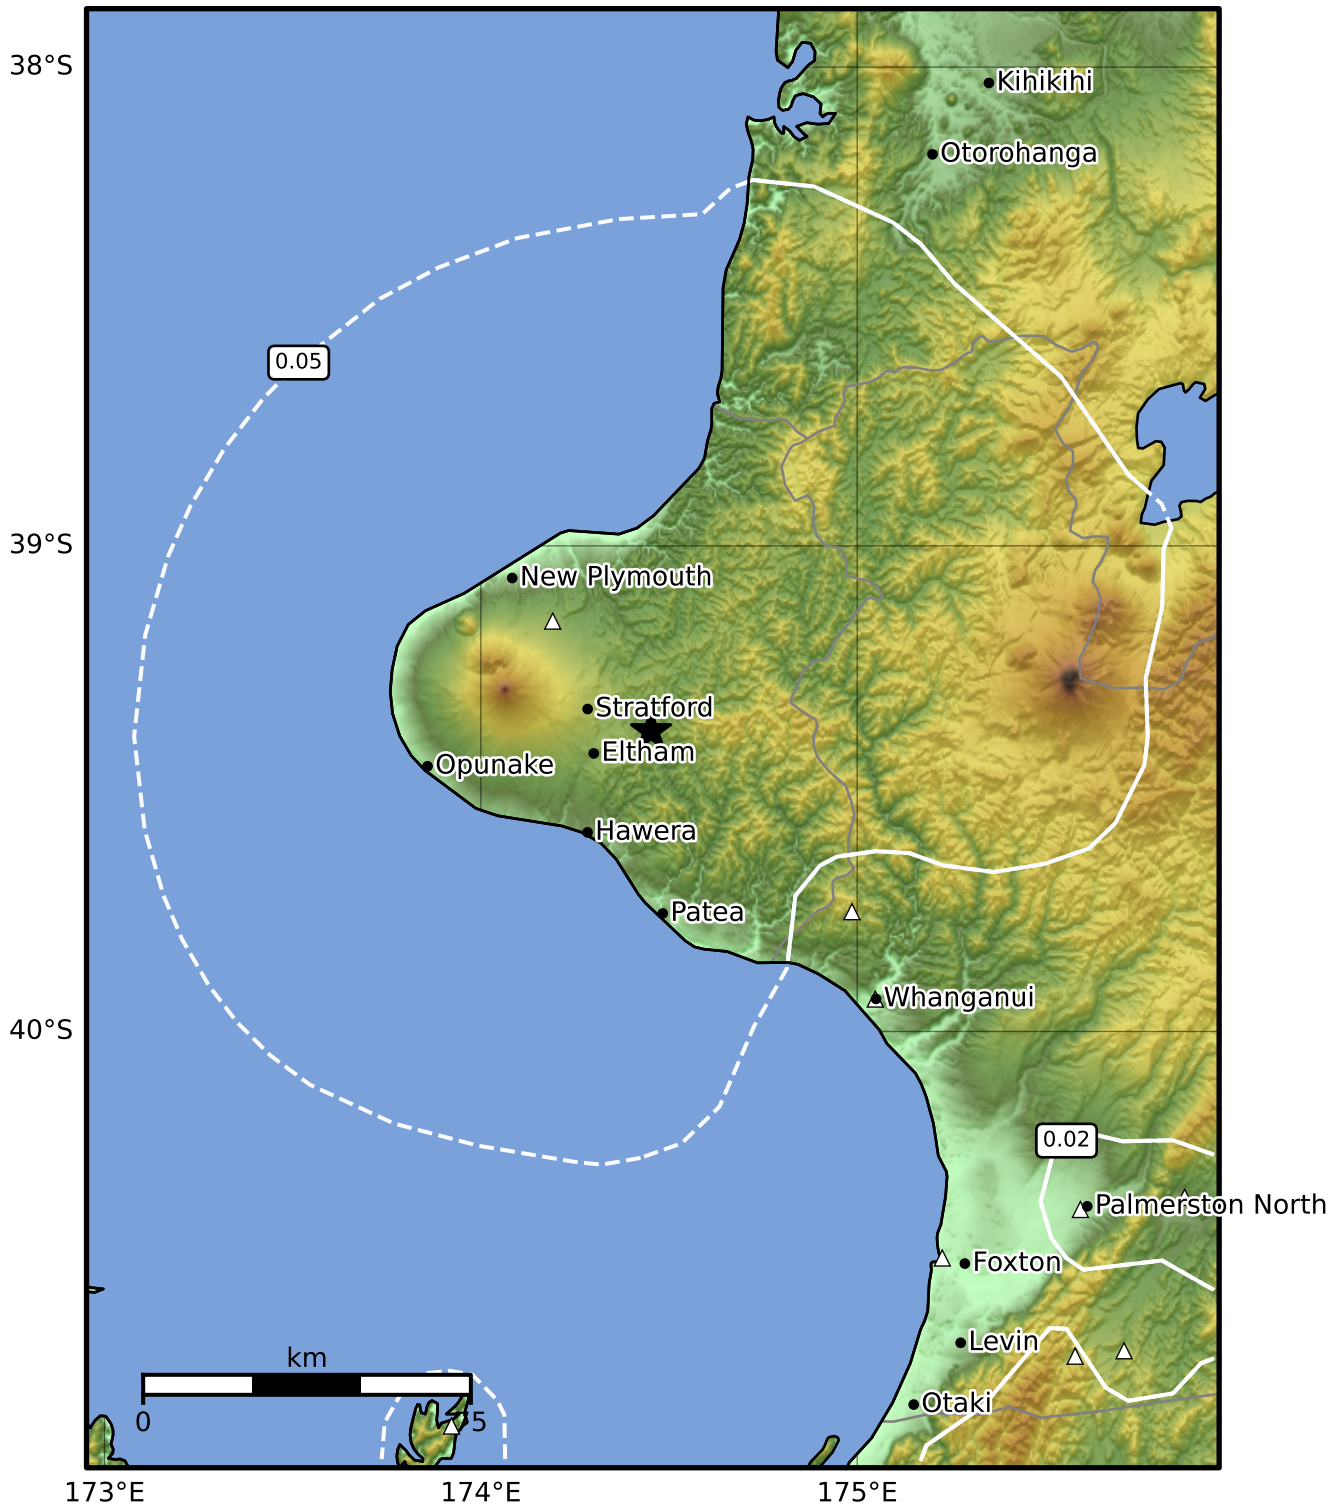 38°S
Kihikihi
Otorohanga
0.05
39°S
New Plymouth
Stratford
Eltham
Opunake
Hawera
Patea
Whanganui
40°S
0.02
Palmerston North
Foxton
Levin
km
Otaki
0
75
173°E
174°E
175°E